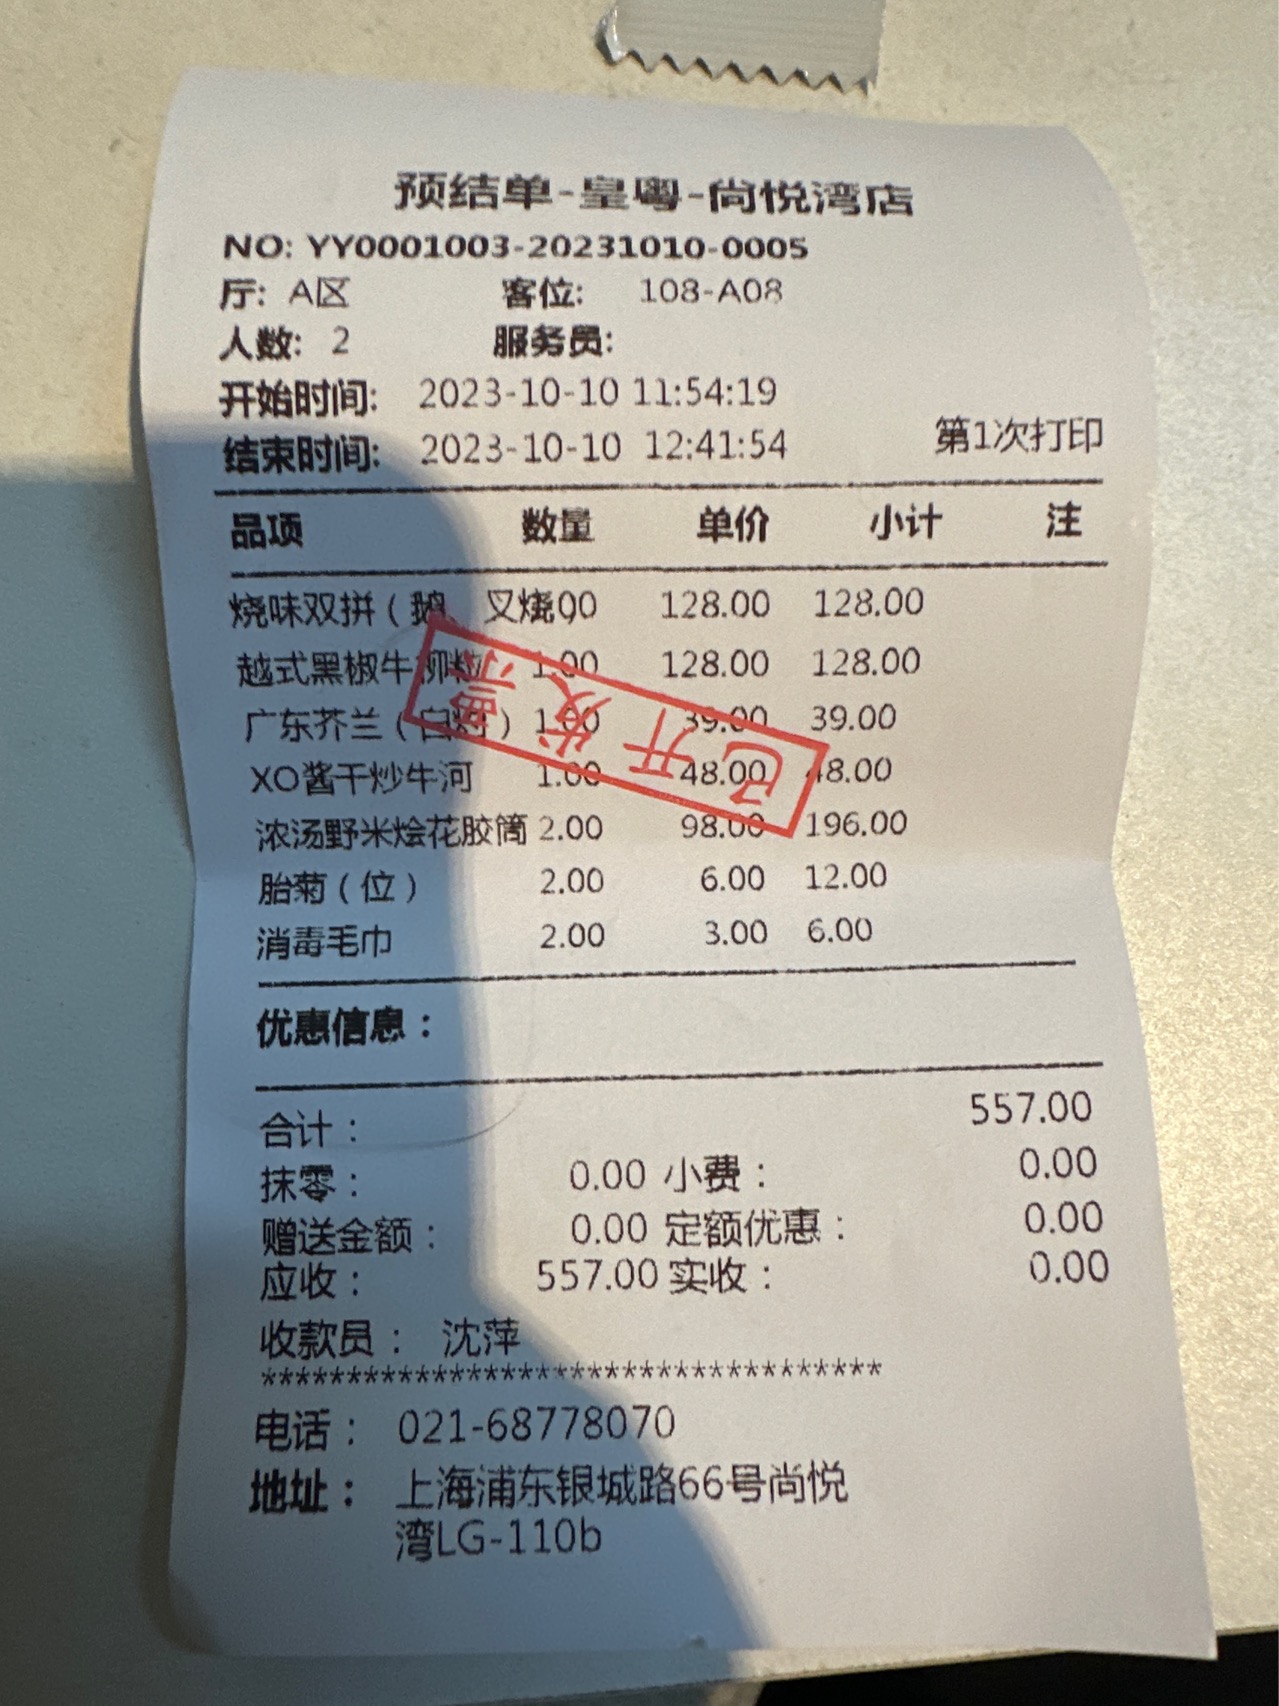 预结单-皇粤-尚悦湾店
NO: YY0001003-20231010-0005
厅: A区 客位: 108-A08
人数: 2 服务员:
开始时间: 2023-10-10 11:54:19
结束时间: 2023-10-10 12:41:54 第1次打印
品项 数量 单价 小计 注
烧味双拼（鹅、叉烧 00 128.00 128.00
越式黑椒牛柳粒 1.00 128.00 128.00
广东芥兰（白灼）1.00 39.00 39.00
XO酱干炒牛河 1.00 48.00 48.00
浓汤野米烩花胶筒 2.00 98.00 196.00
胎菊（位） 2.00 6.00 12.00
消毒毛巾 2.00 3.00 6.00
已开发票
优惠信息：
合计： 557.00
抹零： 0.00 小费： 0.00
赠送金额： 0.00 定额优惠： 0.00
应收： 557.00 实收： 0.00
收款员： 沈萍
************************************
电话： 021-68778070
地址： 上海浦东银城路66号尚悦
湾LG-110b